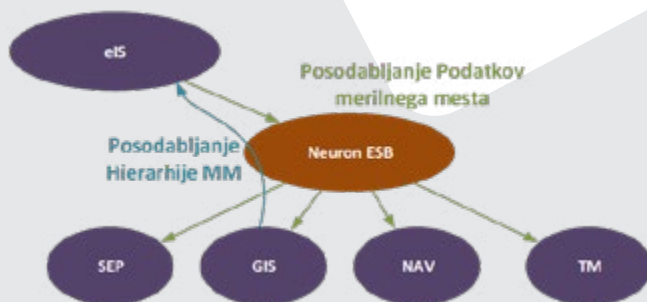 eIS
Posodabljanje Podatkov
merilnega mesta
Posodabljanje
Hierarhije MM
Neuron ESB
SEP
GIS
NAV
TM